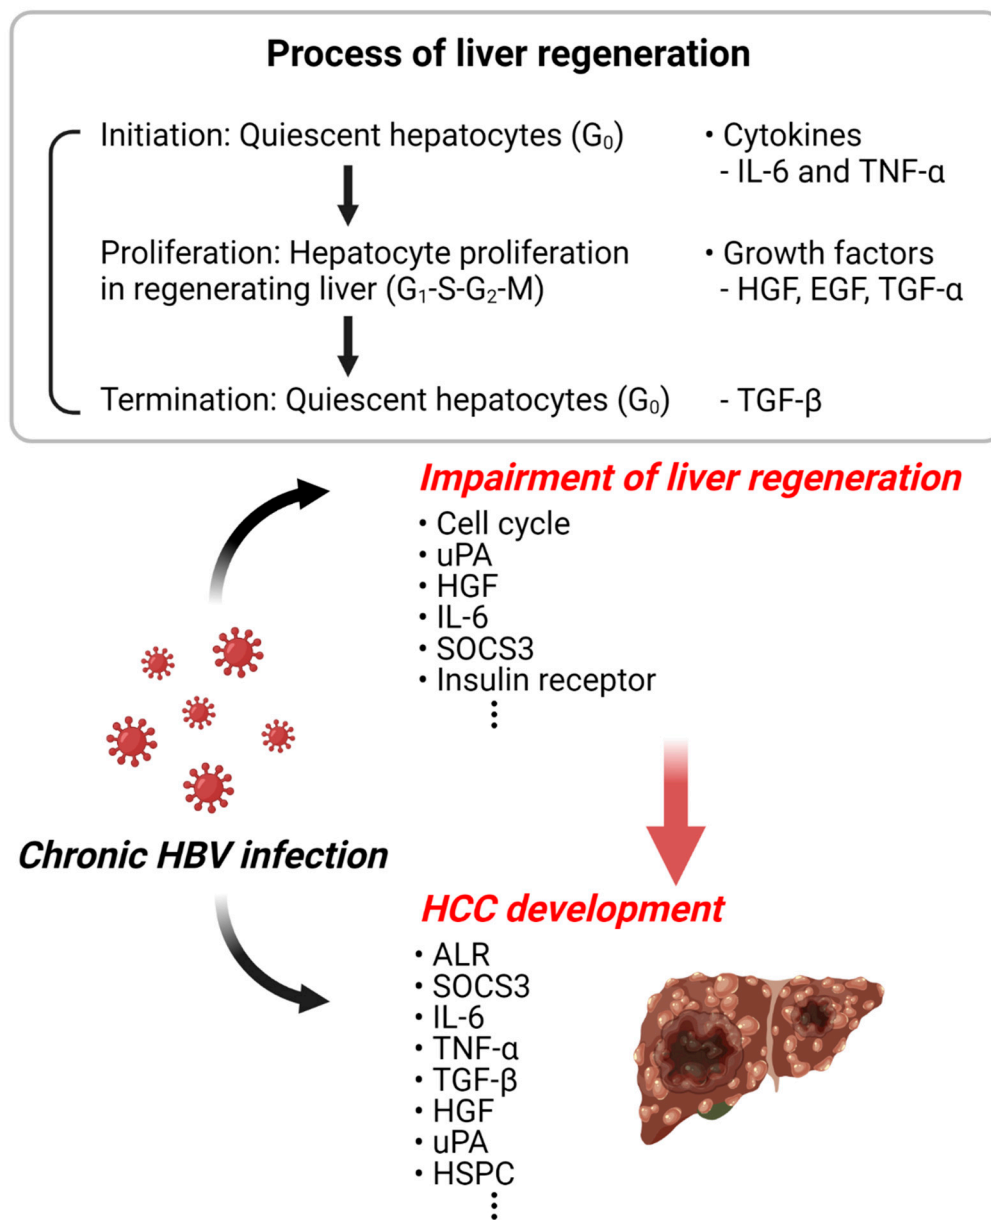 Process of liver regeneration
Initiation: Quiescent hepatocytes (G₀)
• Cytokines
- IL-6 and TNF-α
Proliferation: Hepatocyte proliferation
in regenerating liver (G₁-S-G₂-M)
• Growth factors
- HGF, EGF, TGF-α
Termination: Quiescent hepatocytes (G₀)
- TGF-β
Impairment of liver regeneration
• Cell cycle
• uPA
• HGF
• IL-6
• SOCS3
• Insulin receptor
⋮
Chronic HBV infection
HCC development
• ALR
• SOCS3
• IL-6
• TNF-α
• TGF-β
• HGF
• uPA
• HSPC
⋮